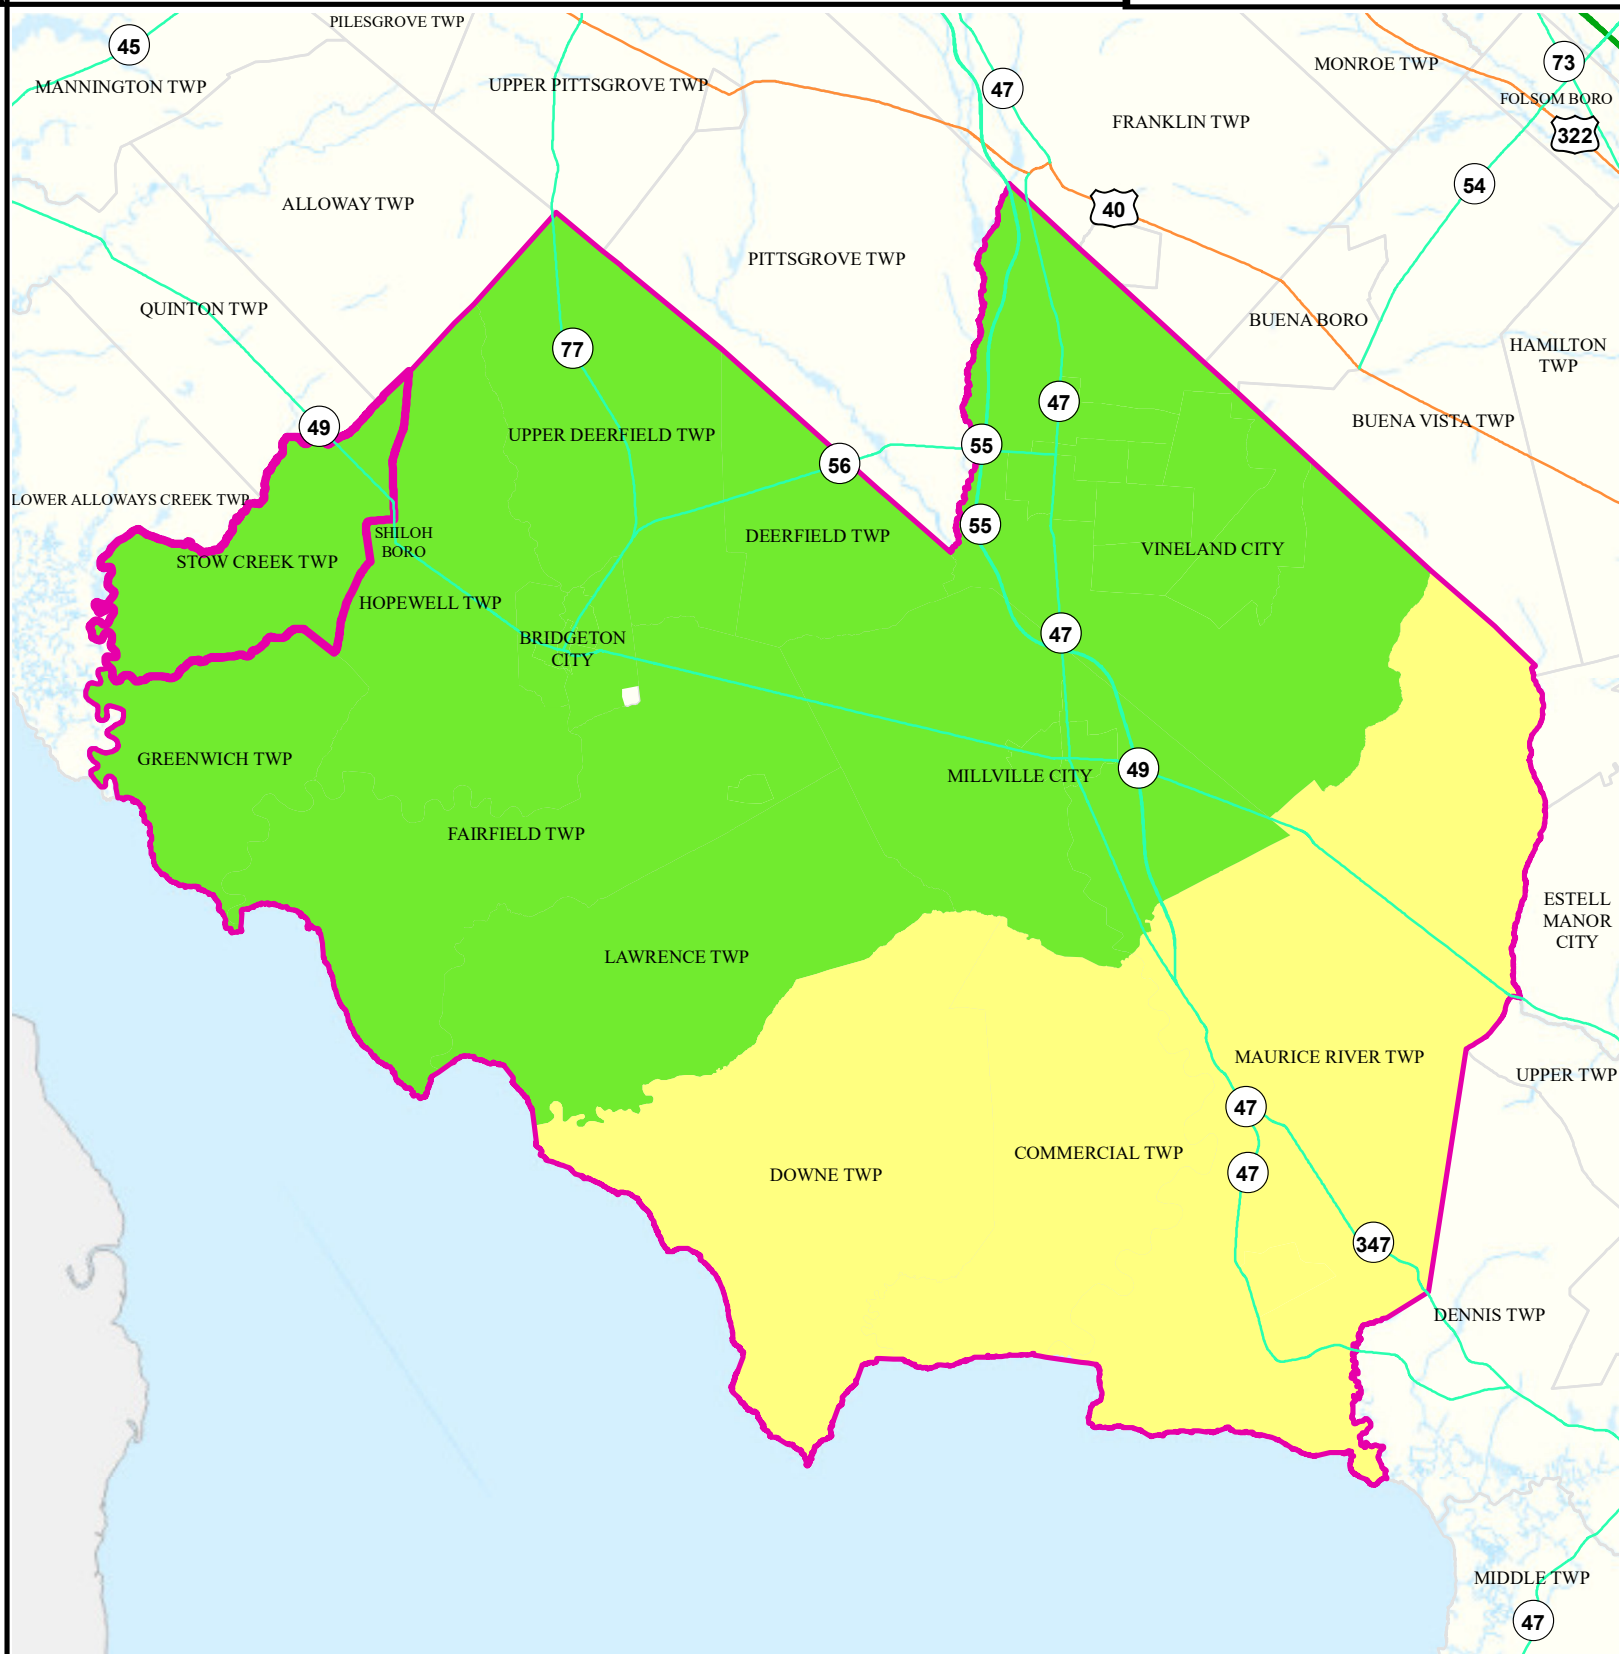 PILESGROVE TWP
45
MANNINGTON TWP
UPPER PITTSGROVE TWP
47
MONROE TWP
73
FOLSOM BORO
322
FRANKLIN TWP
54
ALLOWAY TWP
40
PITTSGROVE TWP
QUINTON TWP
BUENA BORO
HAMILTON
TWP
77
47
49
UPPER DEERFIELD TWP
55
BUENA VISTA TWP
56
LOWER ALLOWAYS CREEK TWP
55
SHILOH
BORO
DEERFIELD TWP
VINELAND CITY
STOW CREEK TWP
HOPEWELL TWP
BRIDGETON
CITY
47
GREENWICH TWP
MILLVILLE CITY
49
FAIRFIELD TWP
ESTELL
MANOR
CITY
LAWRENCE TWP
MAURICE RIVER TWP
UPPER TWP
47
COMMERCIAL TWP
DOWNE TWP
47
347
DENNIS TWP
MIDDLE TWP
47